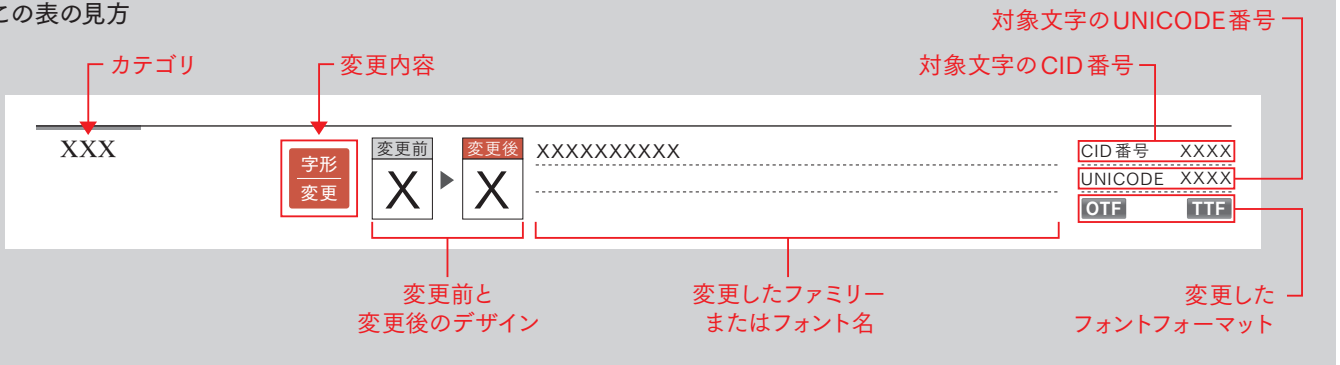 この表の見方
対象文字のUNICODE番号
カテゴリ
変更内容
対象文字のCID番号
XXX
字形
変更
変更前
X
変更後
X
XXXXXXXXXX
CID番号 XXXX
UNICODE XXXX
OTF TTF
変更前と
変更後のデザイン
変更したファミリー
またはフォント名
変更した
フォントフォーマット